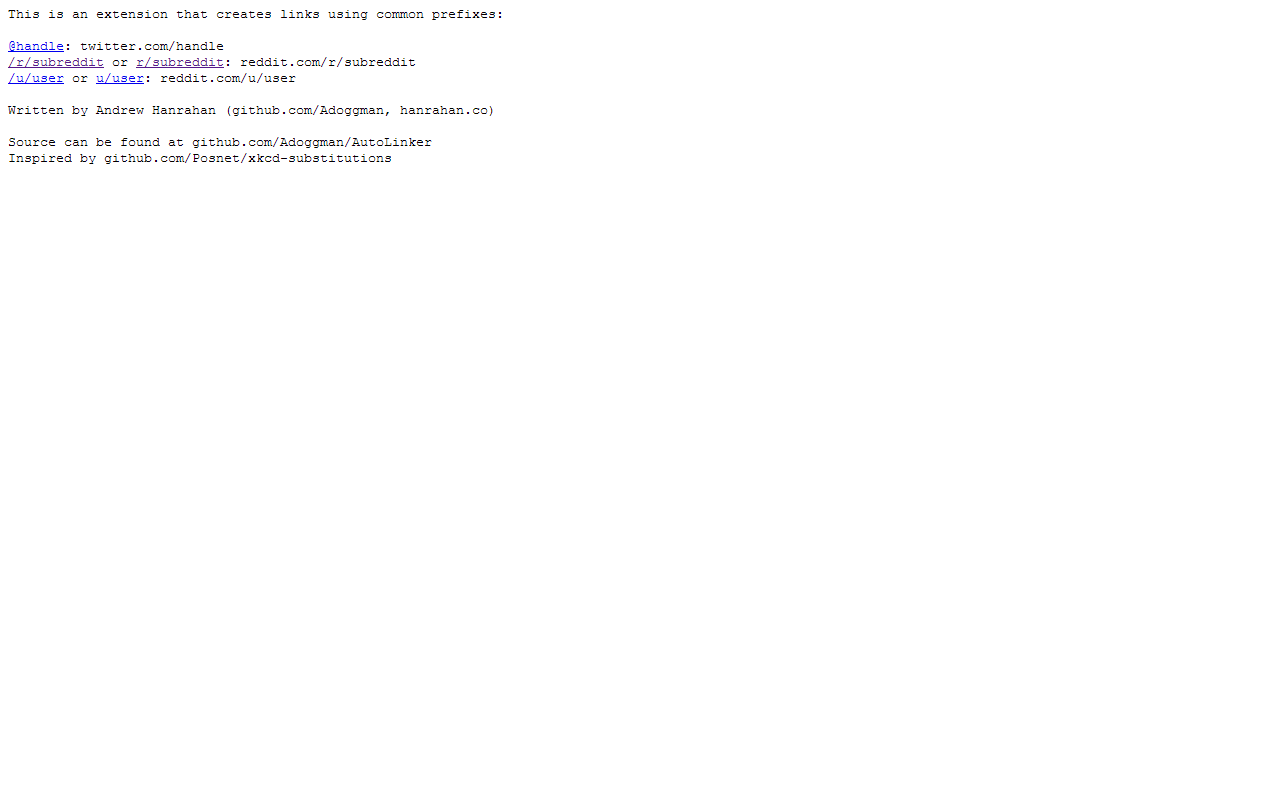 This is an extension that creates links using common prefixes:
@handle: twitter.com/handle
/r/subreddit or r/subreddit: reddit.com/r/subreddit
/u/user or u/user: reddit.com/u/user
Written by Andrew Hanrahan (github.com/Adoggman, hanrahan.co)
Source can be found at github.com/Adoggman/AutoLinker
Inspired by github.com/Posnet/xkcd-substitutions